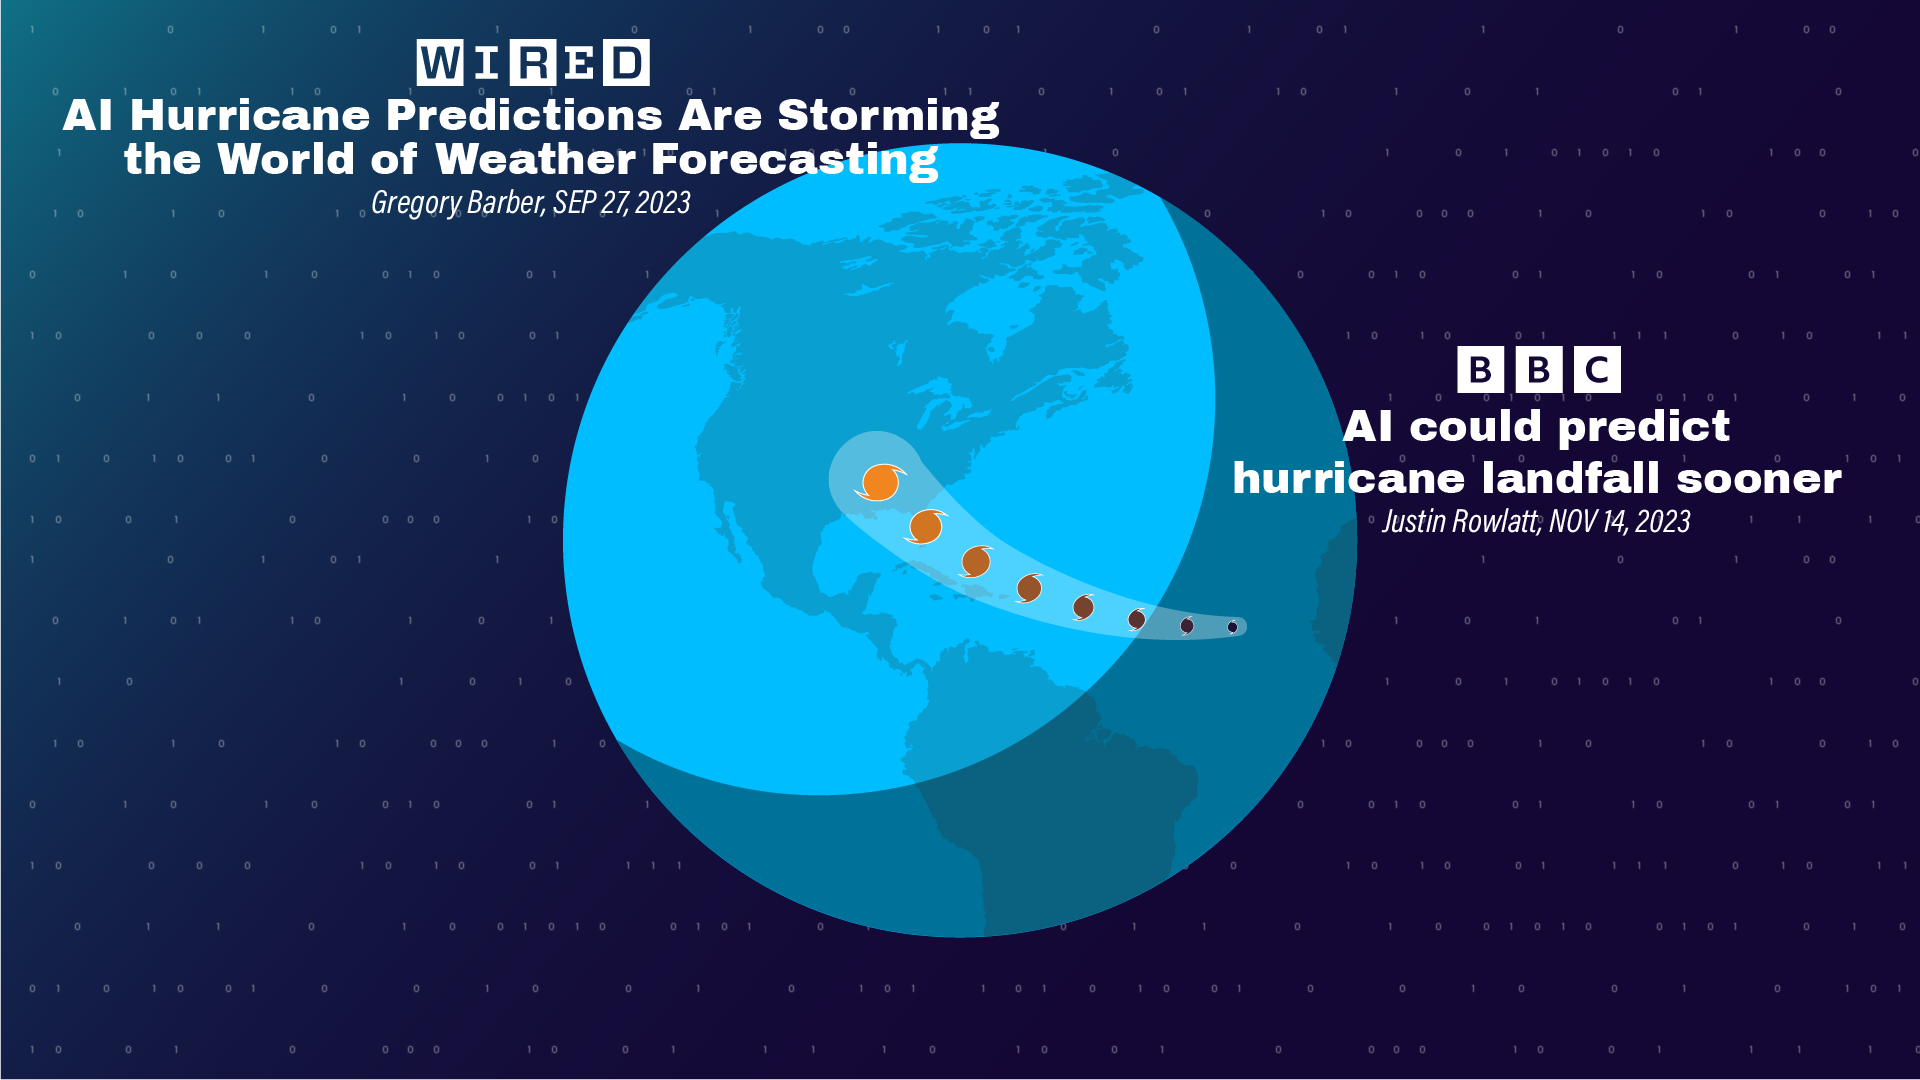 WIRED
AI Hurricane Predictions Are Storming
the World of Weather Forecasting
Gregory Barber, SEP 27, 2023
BBC
AI could predict
hurricane landfall sooner
Justin Rowlatt, NOV 14, 2023